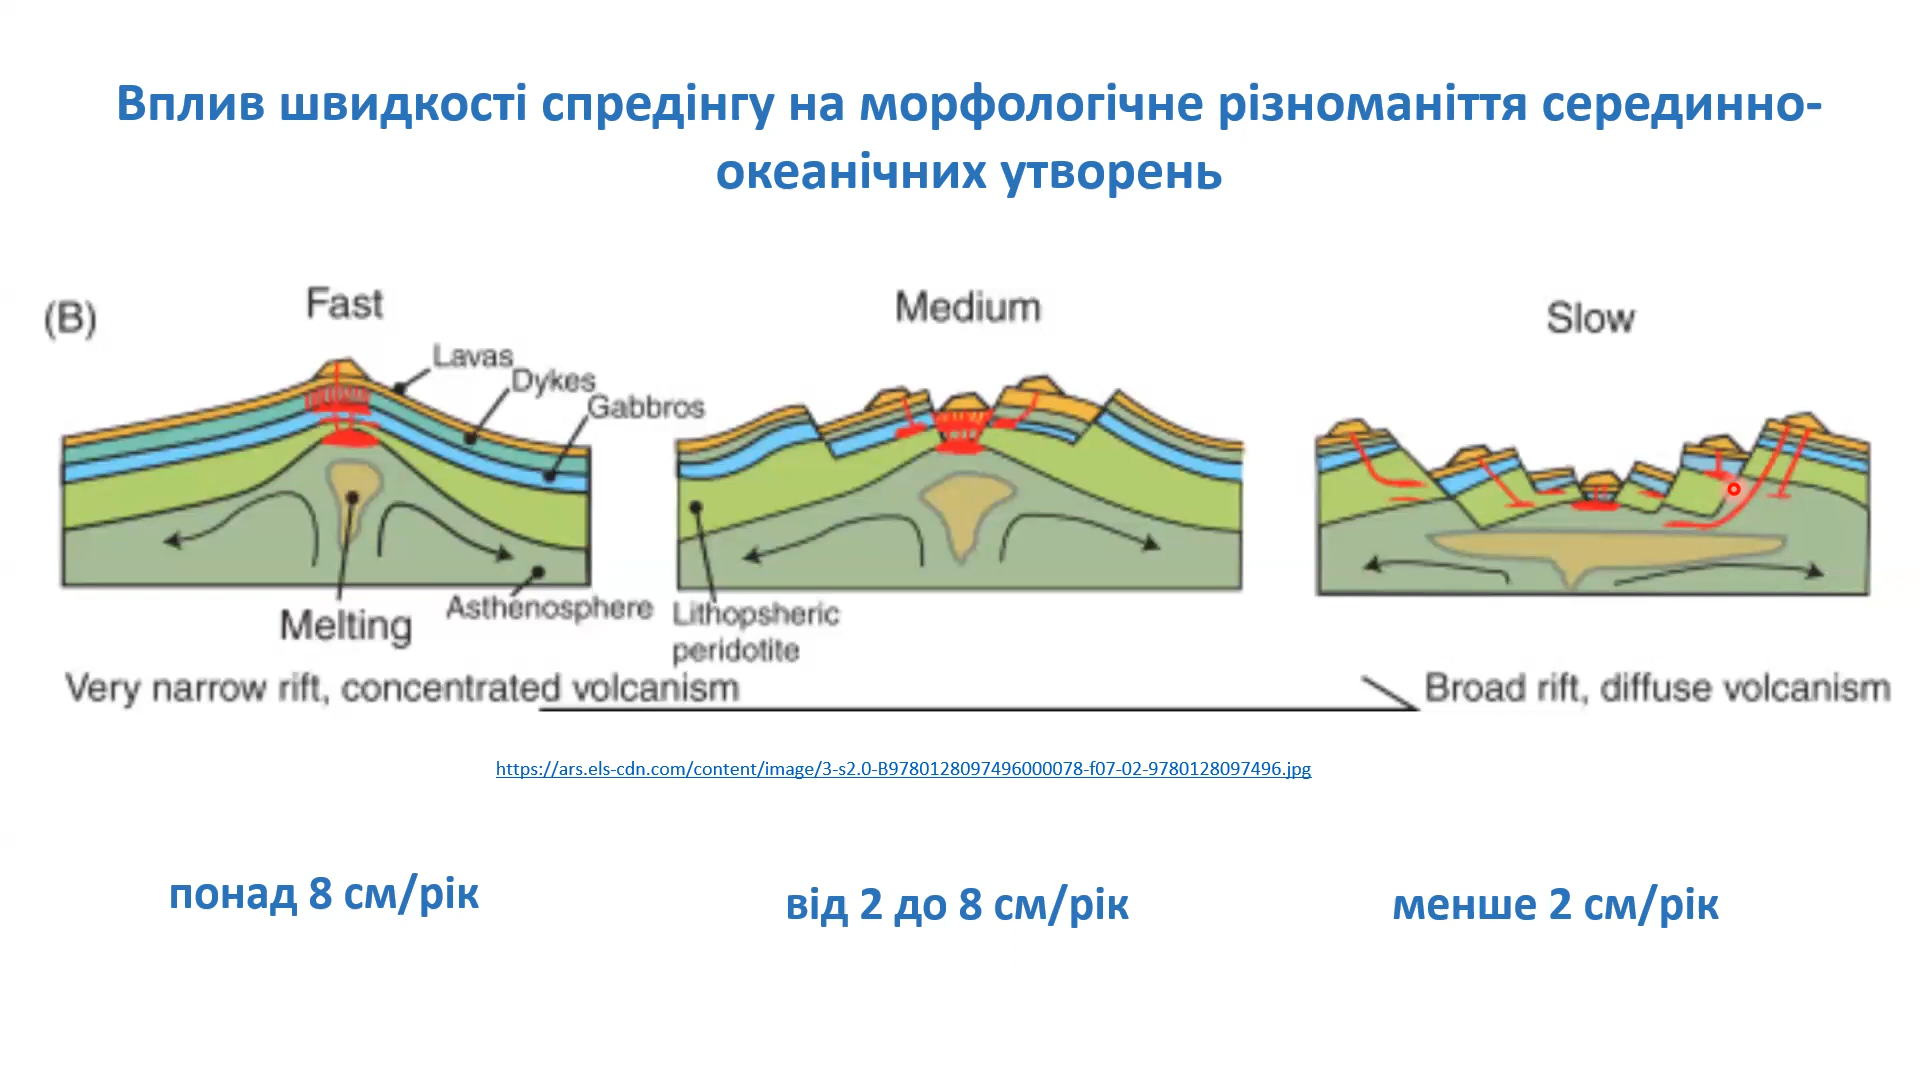 Вплив швидкості спредінгу на морфологічне різноманіття серединно-
океанічних утворень
(B)
Fast
Medium
Slow
Lavas
Dykes
Gabbros
Melting
Asthenosphere
Lithopsheric
peridotite
Very narrow rift, concentrated volcanism
Broad rift, diffuse volcanism
https://ars.els-cdn.com/content/image/3-s2.0-B9780128097496000078-f07-02-9780128097496.jpg
понад 8 см/рік
від 2 до 8 см/рік
менше 2 см/рік